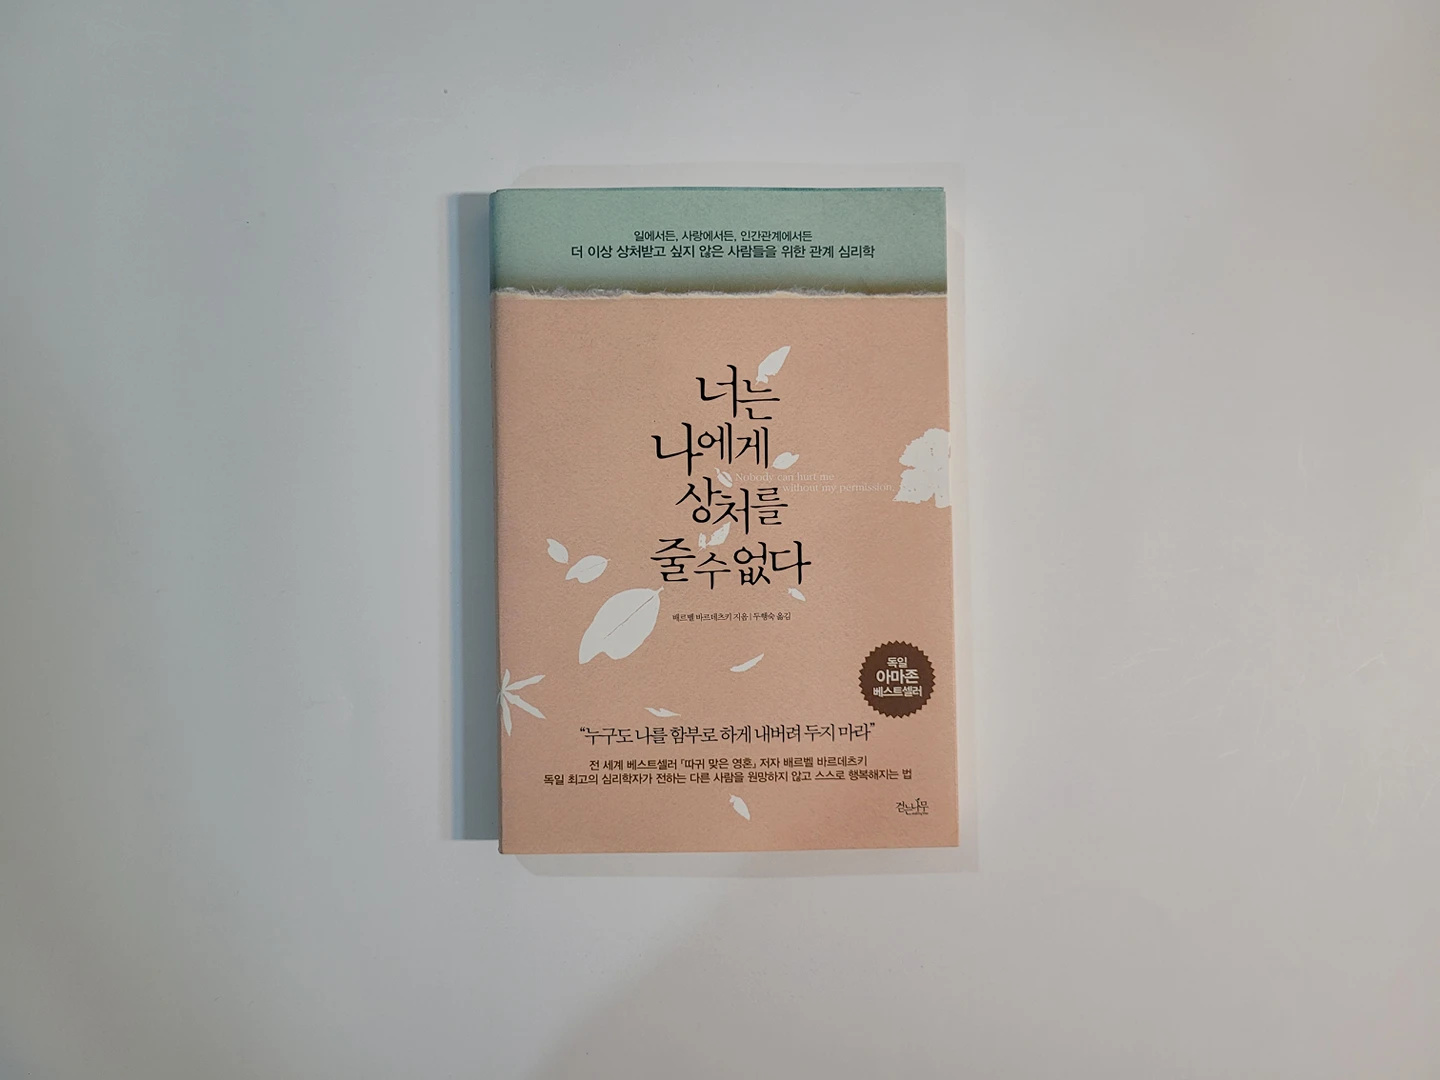 일에서든, 사랑에서든, 인간관계에서든
더 이상 상처받고 싶지 않은 사람들을 위한 관계 심리학
너는
나에게
Nobody can hurt me
without my permission.
상처를
줄 수 없다
배르벨 바르데츠키 지음 | 두행숙 옮김
독일
아마존
베스트셀러
“누구도 나를 함부로 하게 내버려 두지 마라”
전 세계 베스트셀러 「따귀 맞은 영혼」 저자 배르벨 바르데츠키
독일 최고의 심리학자가 전하는 다른 사람을 원망하지 않고 스스로 행복해지는 법
걷는나무